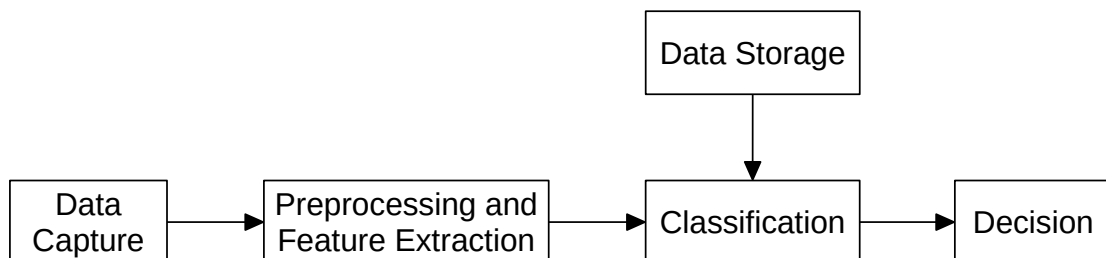 Data Storage
Data
Capture
Preprocessing and
Feature Extraction
Classification
Decision